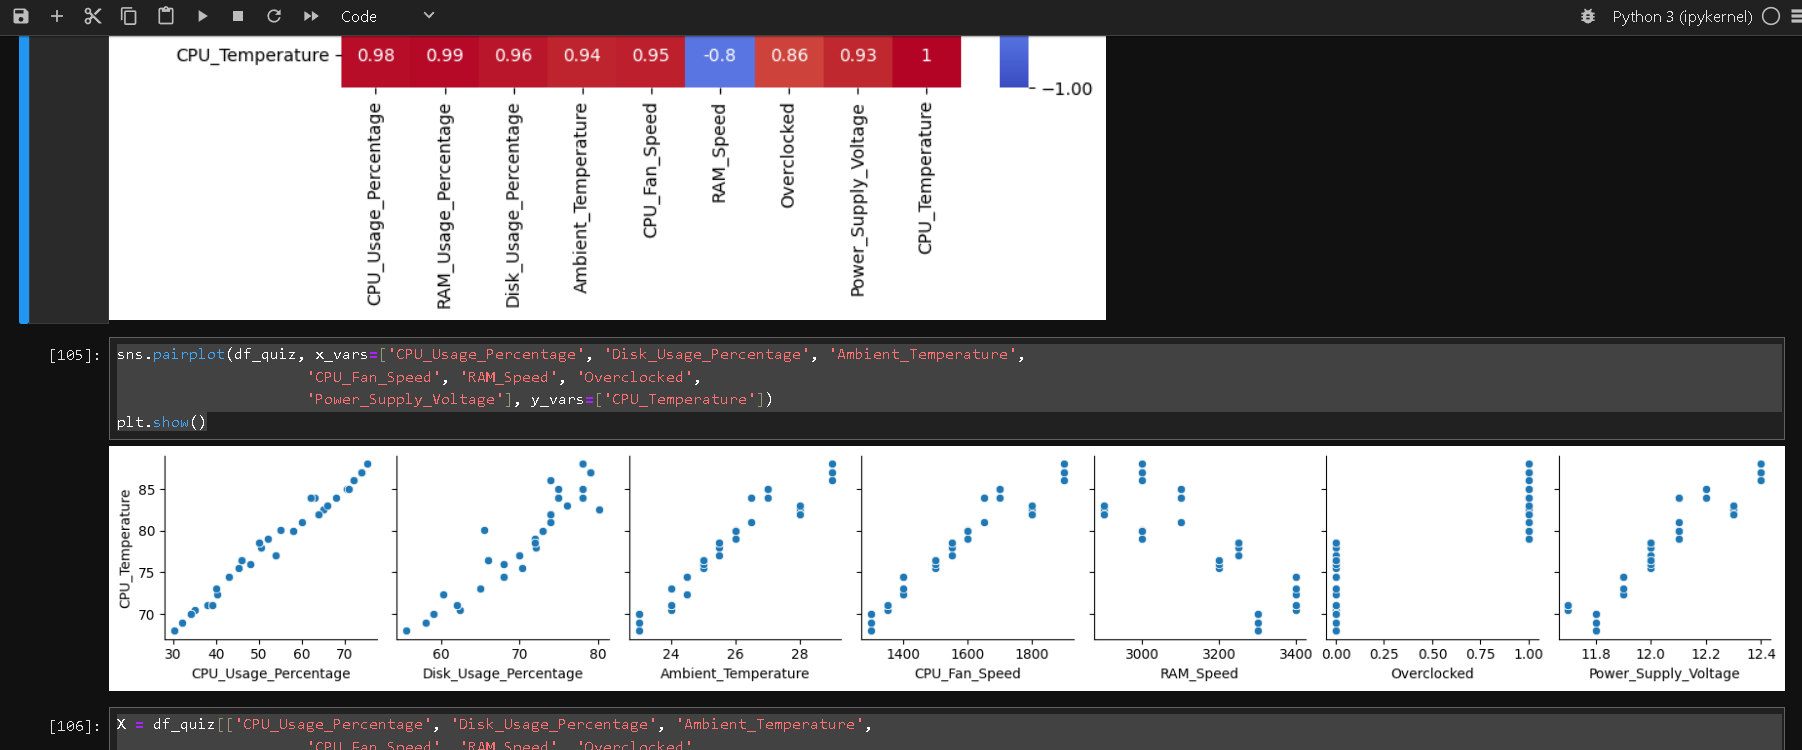 Code
Python 3 (ipykernel)
CPU_Temperature
0.98 0.99 0.96 0.94 0.95 -0.8 0.86 0.93 1
−1.00
CPU_Usage_Percentage
RAM_Usage_Percentage
Disk_Usage_Percentage
Ambient_Temperature
CPU_Fan_Speed
RAM_Speed
Overclocked
Power_Supply_Voltage
CPU_Temperature
[105]: sns.pairplot(df_quiz, x_vars=['CPU_Usage_Percentage', 'Disk_Usage_Percentage', 'Ambient_Temperature',
'CPU_Fan_Speed', 'RAM_Speed', 'Overclocked',
'Power_Supply_Voltage'], y_vars=['CPU_Temperature'])
plt.show()
CPU_Temperature
85
80
75
70
30 40 50 60 70
CPU_Usage_Percentage
60 70 80
Disk_Usage_Percentage
24 26 28
Ambient_Temperature
1400 1600 1800
CPU_Fan_Speed
3000 3200 3400
RAM_Speed
0.00 0.25 0.50 0.75 1.00
Overclocked
11.8 12.0 12.2 12.4
Power_Supply_Voltage
[106]: X = df_quiz[['CPU_Usage_Percentage', 'Disk_Usage_Percentage', 'Ambient_Temperature',
'CPU_Fan_Speed', 'RAM_Speed', 'Overclocked'